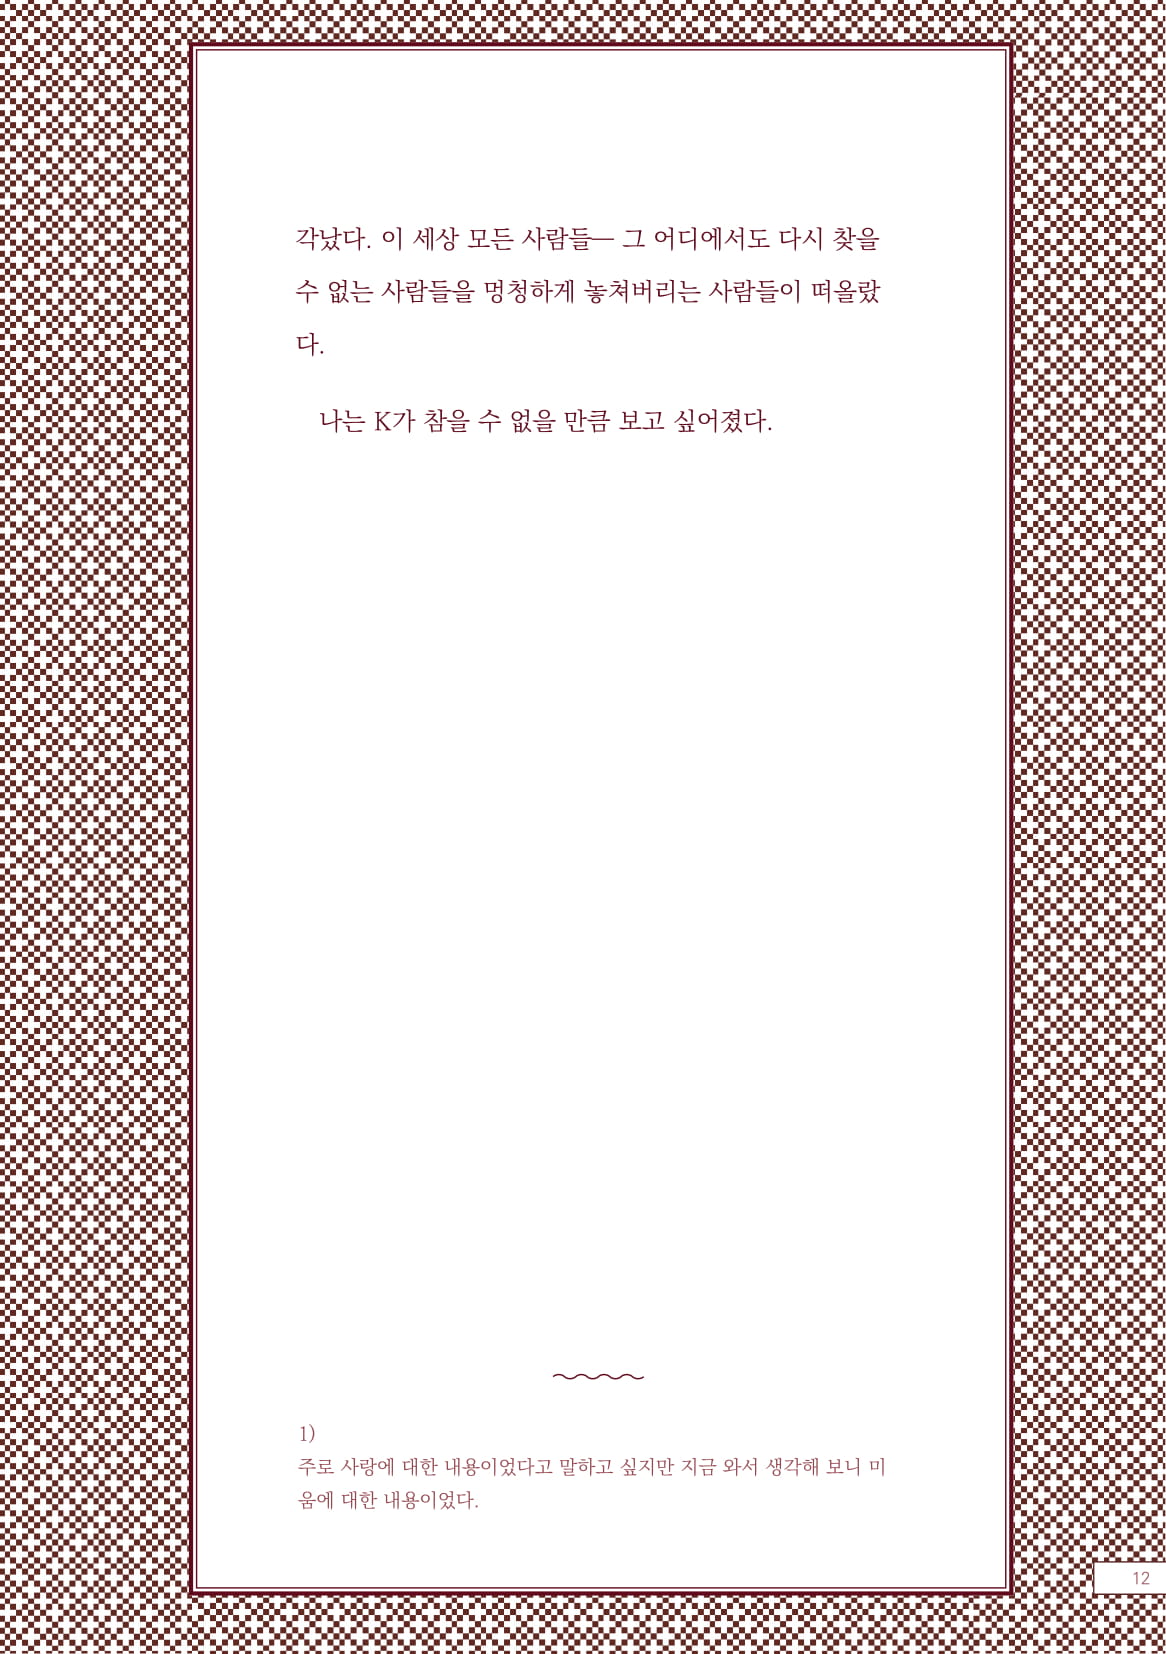 각났다. 이 세상 모든 사람들— 그 어디에서도 다시 찾을
수 없는 사람들을 멍청하게 놓쳐버리는 사람들이 떠올랐
다.
나는 K가 참을 수 없을 만큼 보고 싶어졌다.
1)
주로 사랑에 대한 내용이었다고 말하고 싶지만 지금 와서 생각해 보니 미
움에 대한 내용이었다.
12